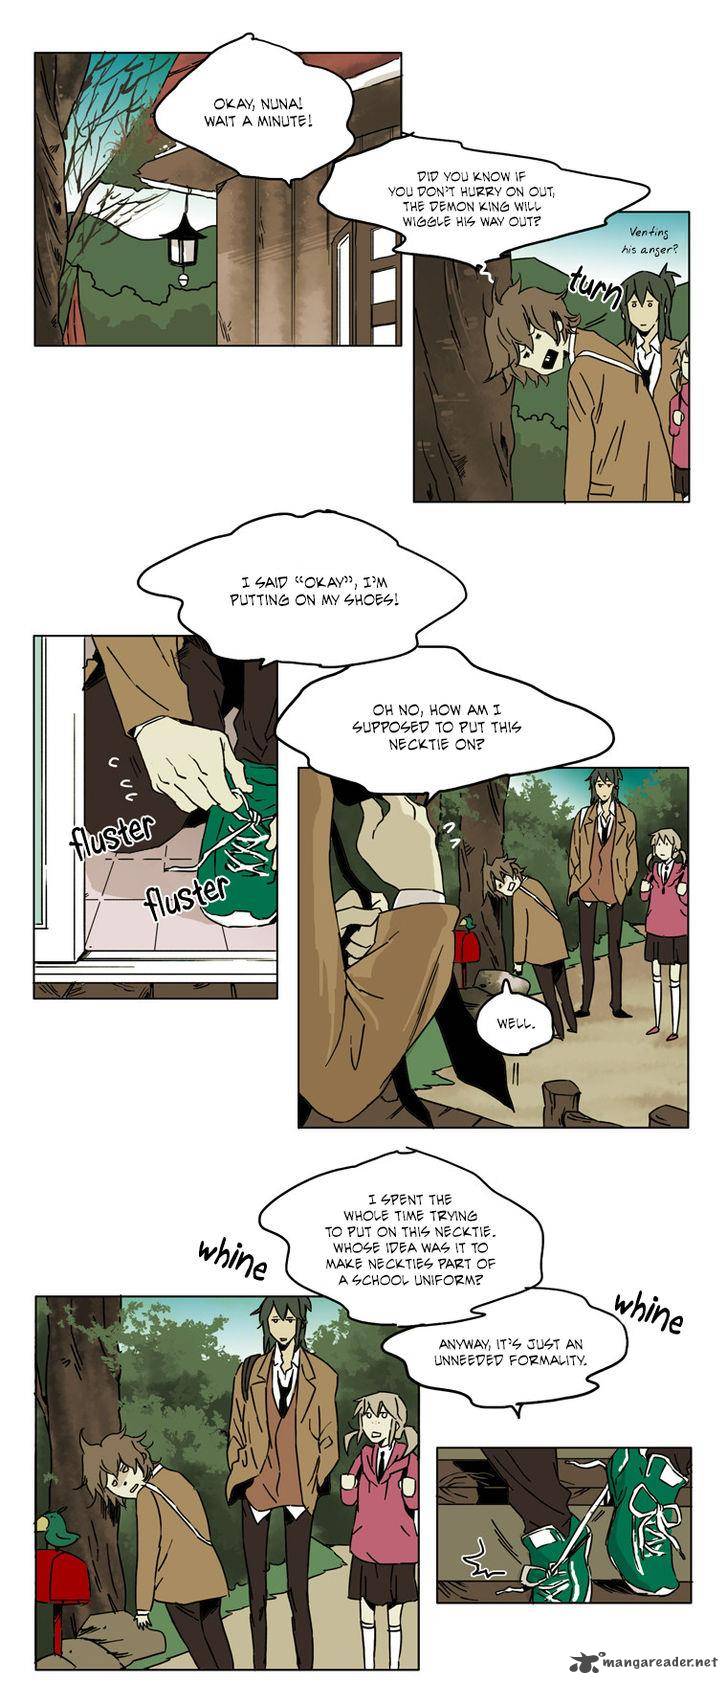 OKAY, NUNA!
WAIT A MINUTE!
DID YOU KNOW IF
YOU DON'T HURRY ON OUT,
THE DEMON KING WILL
WIGGLE HIS WAY OUT?
Venting
his anger?
turn
I SAID "OKAY", I'M
PUTTING ON MY SHOES!
OH NO, HOW AM I
SUPPOSED TO PUT THIS
NECKTIE ON?
fluster
fluster
WELL.
I SPENT THE
WHOLE TIME TRYING
TO PUT ON THIS NECKTIE.
WHOSE IDEA WAS IT TO
MAKE NECKTIES PART OF
A SCHOOL UNIFORM?
whine
whine
ANYWAY, IT'S JUST AN
UNNEEDED FORMALITY.
mangareader.net